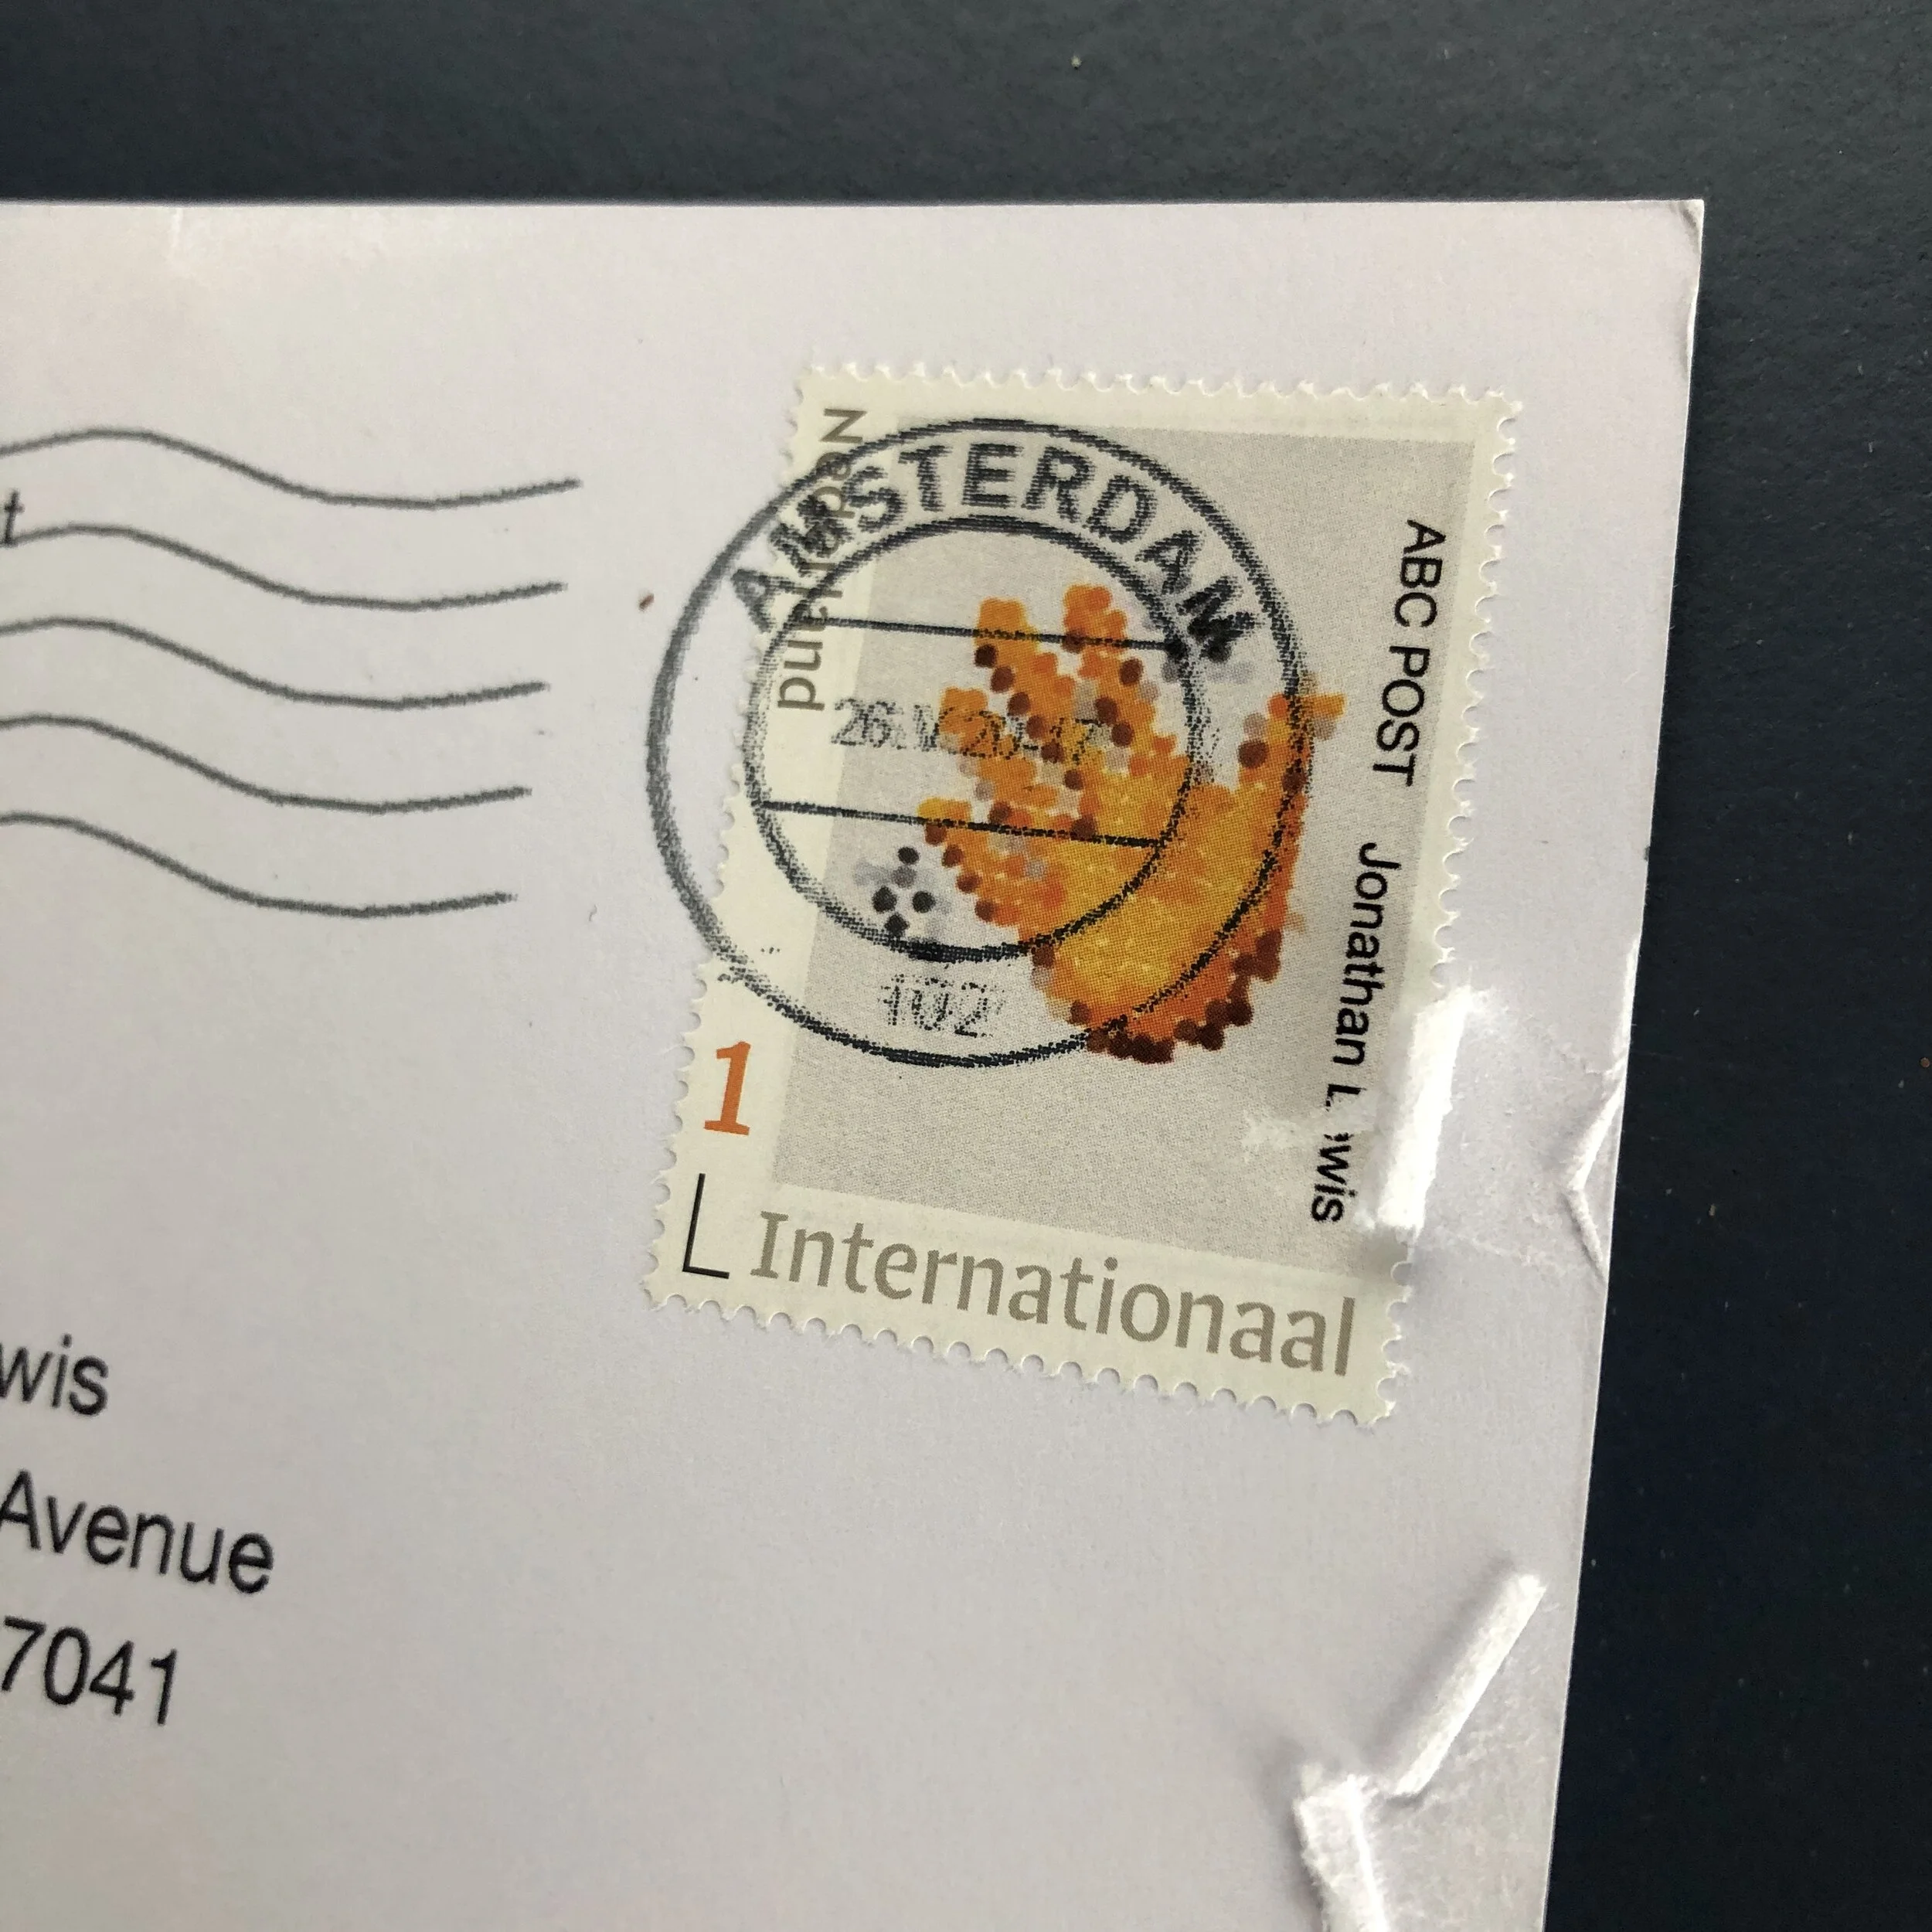 t
Nederland
AMSTERDAM
102
ABC POST Jonathan L wis
1
Internationaal
wis
Avenue
7041